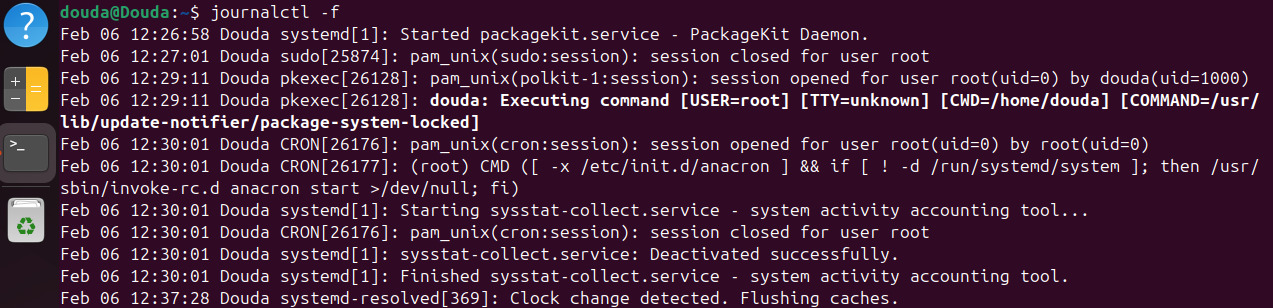 douda@Douda:~$ journalctl -f
Feb 06 12:26:58 Douda systemd[1]: Started packagekit.service - PackageKit Daemon.
Feb 06 12:27:01 Douda sudo[25874]: pam_unix(sudo:session): session closed for user root
Feb 06 12:29:11 Douda pkexec[26128]: pam_unix(polkit-1:session): session opened for user root(uid=0) by douda(uid=1000)
Feb 06 12:29:11 Douda pkexec[26128]: douda: Executing command [USER=root] [TTY=unknown] [CWD=/home/douda] [COMMAND=/usr/
lib/update-notifier/package-system-locked]
Feb 06 12:30:01 Douda CRON[26176]: pam_unix(cron:session): session opened for user root(uid=0) by root(uid=0)
Feb 06 12:30:01 Douda CRON[26177]: (root) CMD ([ -x /etc/init.d/anacron ] && if [ ! -d /run/systemd/system ]; then /usr/
sbin/invoke-rc.d anacron start >/dev/null; fi)
Feb 06 12:30:01 Douda systemd[1]: Starting sysstat-collect.service - system activity accounting tool...
Feb 06 12:30:01 Douda CRON[26176]: pam_unix(cron:session): session closed for user root
Feb 06 12:30:01 Douda systemd[1]: sysstat-collect.service: Deactivated successfully.
Feb 06 12:30:01 Douda systemd[1]: Finished sysstat-collect.service - system activity accounting tool.
Feb 06 12:37:28 Douda systemd-resolved[369]: Clock change detected. Flushing caches.